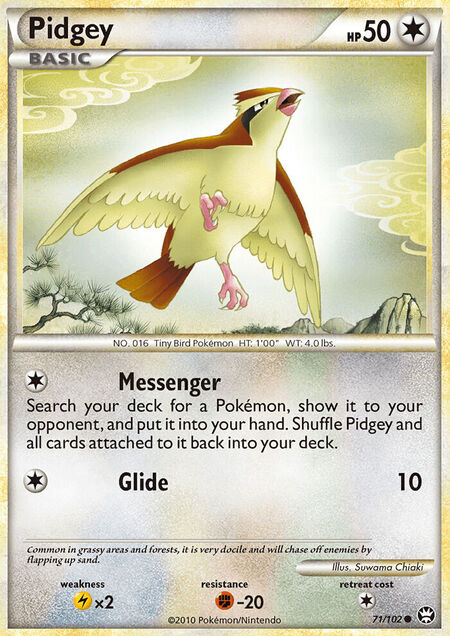 Pidgey HP 50
BASIC
NO. 016 Tiny Bird Pokémon HT: 1'00" WT: 4.0 lbs.
Messenger
Search your deck for a Pokémon, show it to your
opponent, and put it into your hand. Shuffle Pidgey and
all cards attached to it back into your deck.
Glide 10
Common in grassy areas and forests, it is very docile and will chase off enemies by
flapping up sand.
Illus. Suwama Chiaki
weakness resistance retreat cost
×2 -20
©2010 Pokémon/Nintendo 71/102